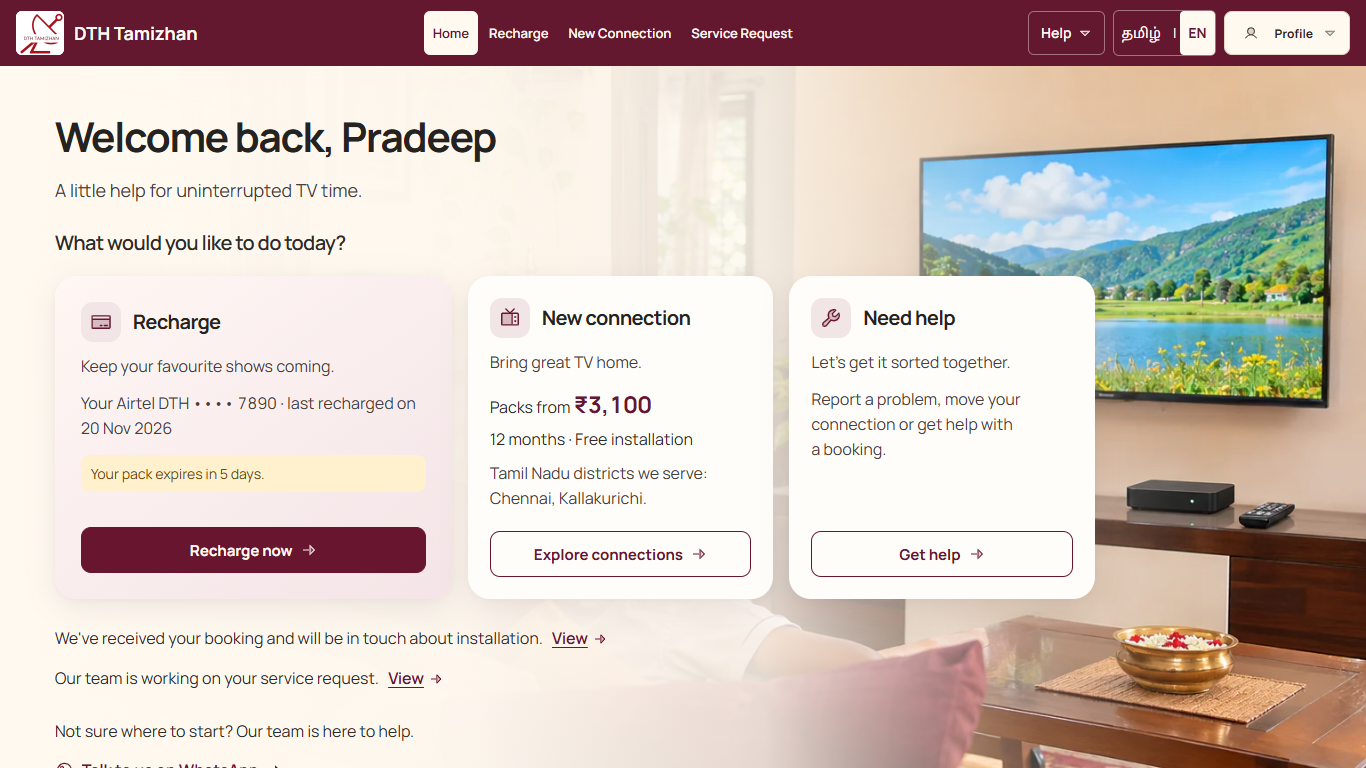 DTH TAMIZHAN
DTH Tamizhan
Home
Recharge
New Connection
Service Request
Help
தமிழ் | EN
Profile
Welcome back, Pradeep
A little help for uninterrupted TV time.
What would you like to do today?
Recharge
Keep your favourite shows coming.
Your Airtel DTH •••• 7890 · last recharged on
20 Nov 2026
Your pack expires in 5 days.
Recharge now →
New connection
Bring great TV home.
Packs from ₹3,100
12 months · Free installation
Tamil Nadu districts we serve:
Chennai, Kallakurichi.
Explore connections →
Need help
Let's get it sorted together.
Report a problem, move your
connection or get help with
a booking.
Get help →
We've received your booking and will be in touch about installation. View →
Our team is working on your service request. View →
Not sure where to start? Our team is here to help.
Talk to us on WhatsApp →